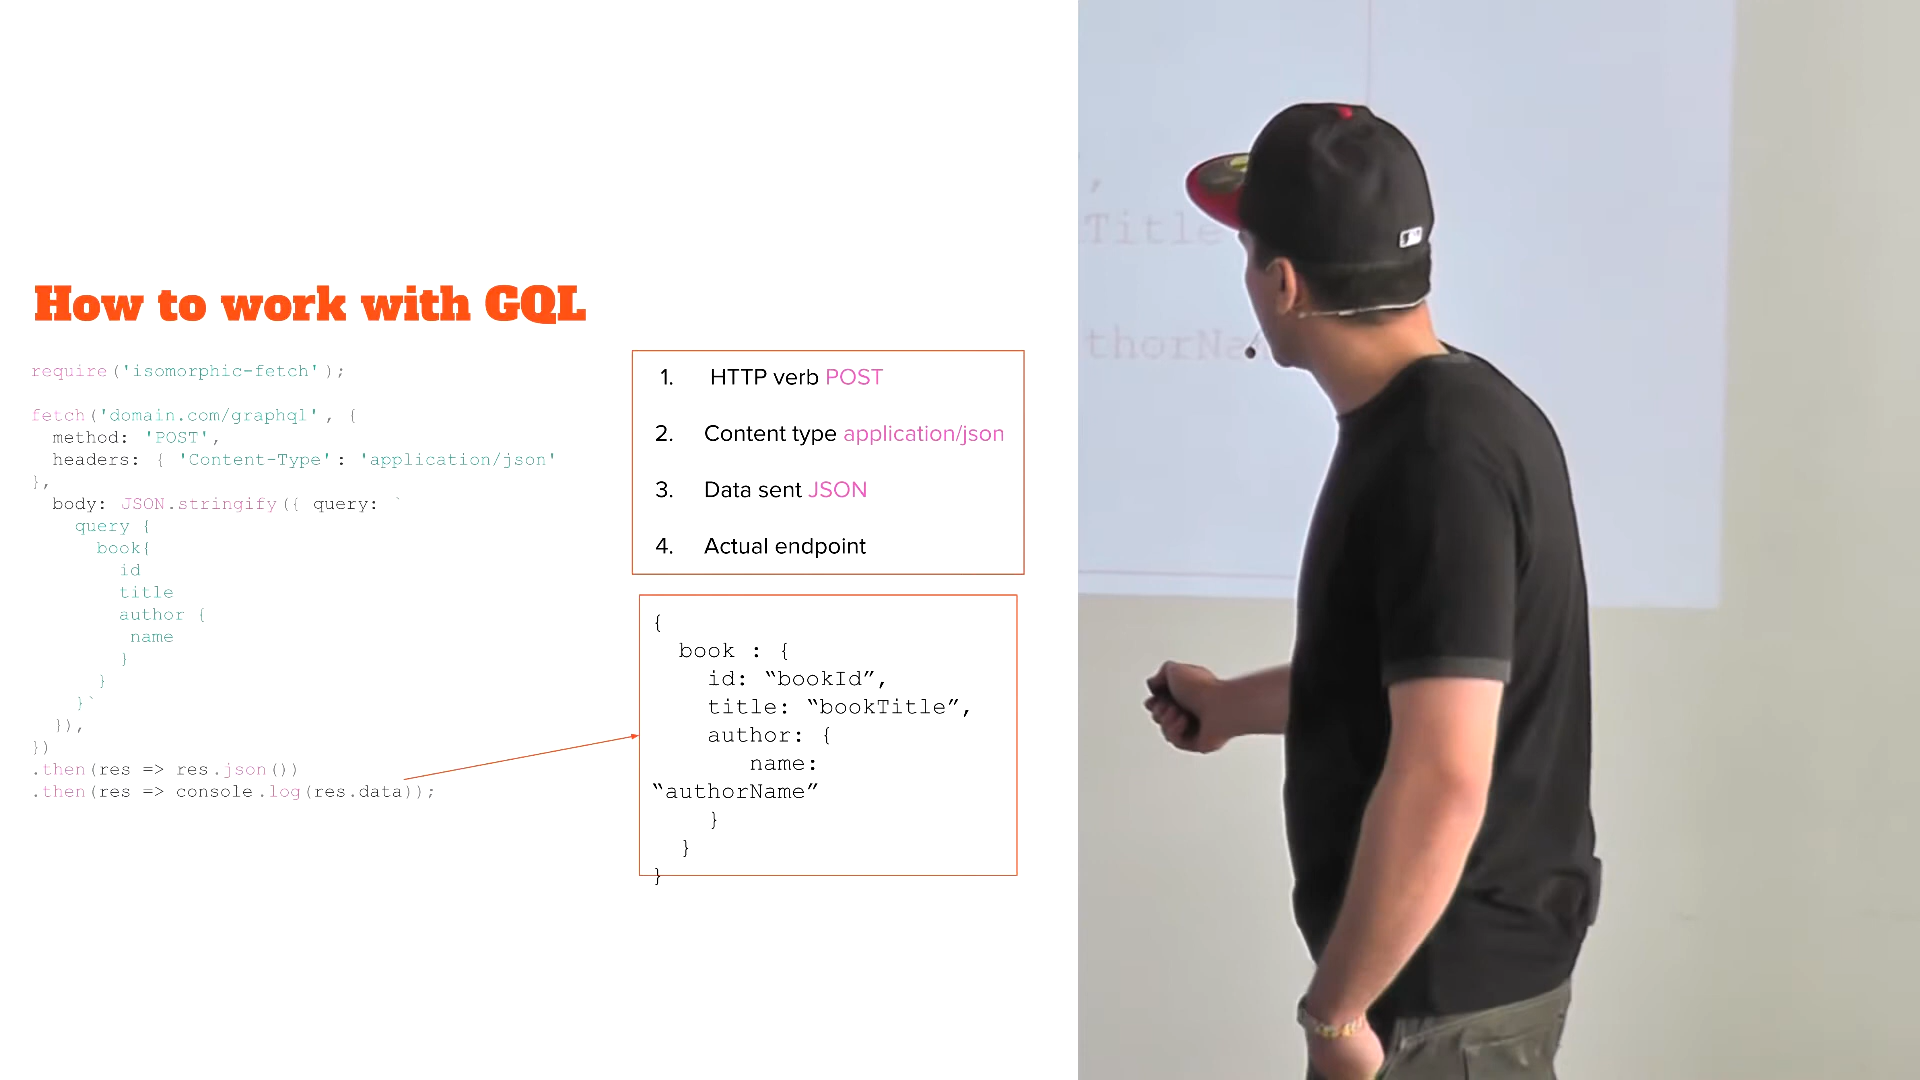 How to work with GQL
require('isomorphic-fetch');
fetch('domain.com/graphql', {
  method: 'POST',
  headers: { 'Content-Type': 'application/json'
},
  body: JSON.stringify({ query: `
    query {
      book{
        id
        title
        author {
         name
        }
      }
    }`
  }),
})
.then(res => res.json())
.then(res => console.log(res.data));
1. HTTP verb POST
2. Content type application/json
3. Data sent JSON
4. Actual endpoint
{
  book : {
    id: “bookId”,
    title: “bookTitle”,
    author: {
       name:
“authorName”
    }
  }
}
,
Title
thorNa